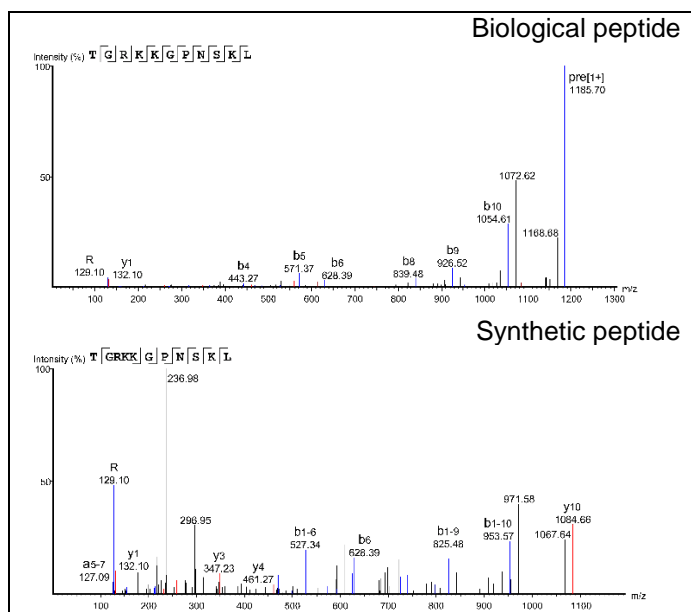 Biological peptide
Intensity (%) T G R K K G P N S K L
100
pre[1+]
1185.70
50
1072.62
b10
1054.61
1168.68
R
129.10
y1
132.10
b4
443.27
b5
571.37
b6
628.39
b8
839.48
b9
926.52
100 200 300 400 500 600 700 800 900 1000 1100 1200 1300
m/z
Synthetic peptide
Intensity (%) T G R K K G P N S K L
100
236.98
R
129.10
50
971.58
y10
1084.66
296.95
b1-6
527.34
b6
628.39
b1-9
825.48
b1-10
953.57
1067.64
a5-7
127.09
y1
132.10
y3
347.23
y4
461.27
100 200 300 400 500 600 700 800 900 1000 1100
m/z